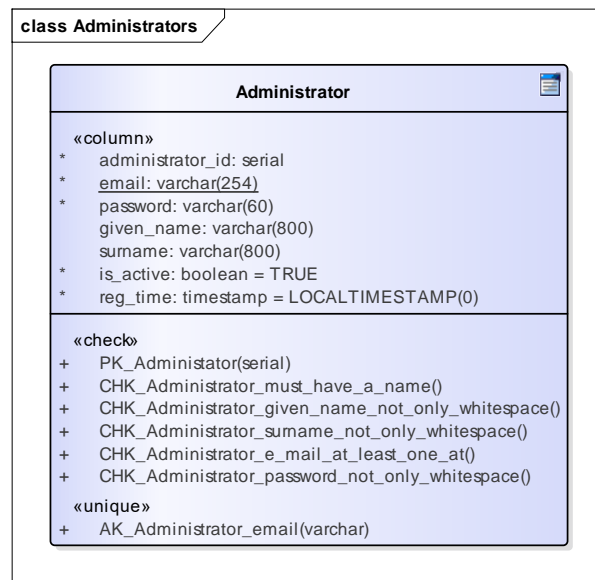 class Administrators
Administrator
«column»
* administrator_id: serial
* email: varchar(254)
* password: varchar(60)
given_name: varchar(800)
surname: varchar(800)
* is_active: boolean = TRUE
* reg_time: timestamp = LOCALTIMESTAMP(0)
«check»
+ PK_Administator(serial)
+ CHK_Administrator_must_have_a_name()
+ CHK_Administrator_given_name_not_only_whitespace()
+ CHK_Administrator_surname_not_only_whitespace()
+ CHK_Administrator_e_mail_at_least_one_at()
+ CHK_Administrator_password_not_only_whitespace()
«unique»
+ AK_Administrator_email(varchar)